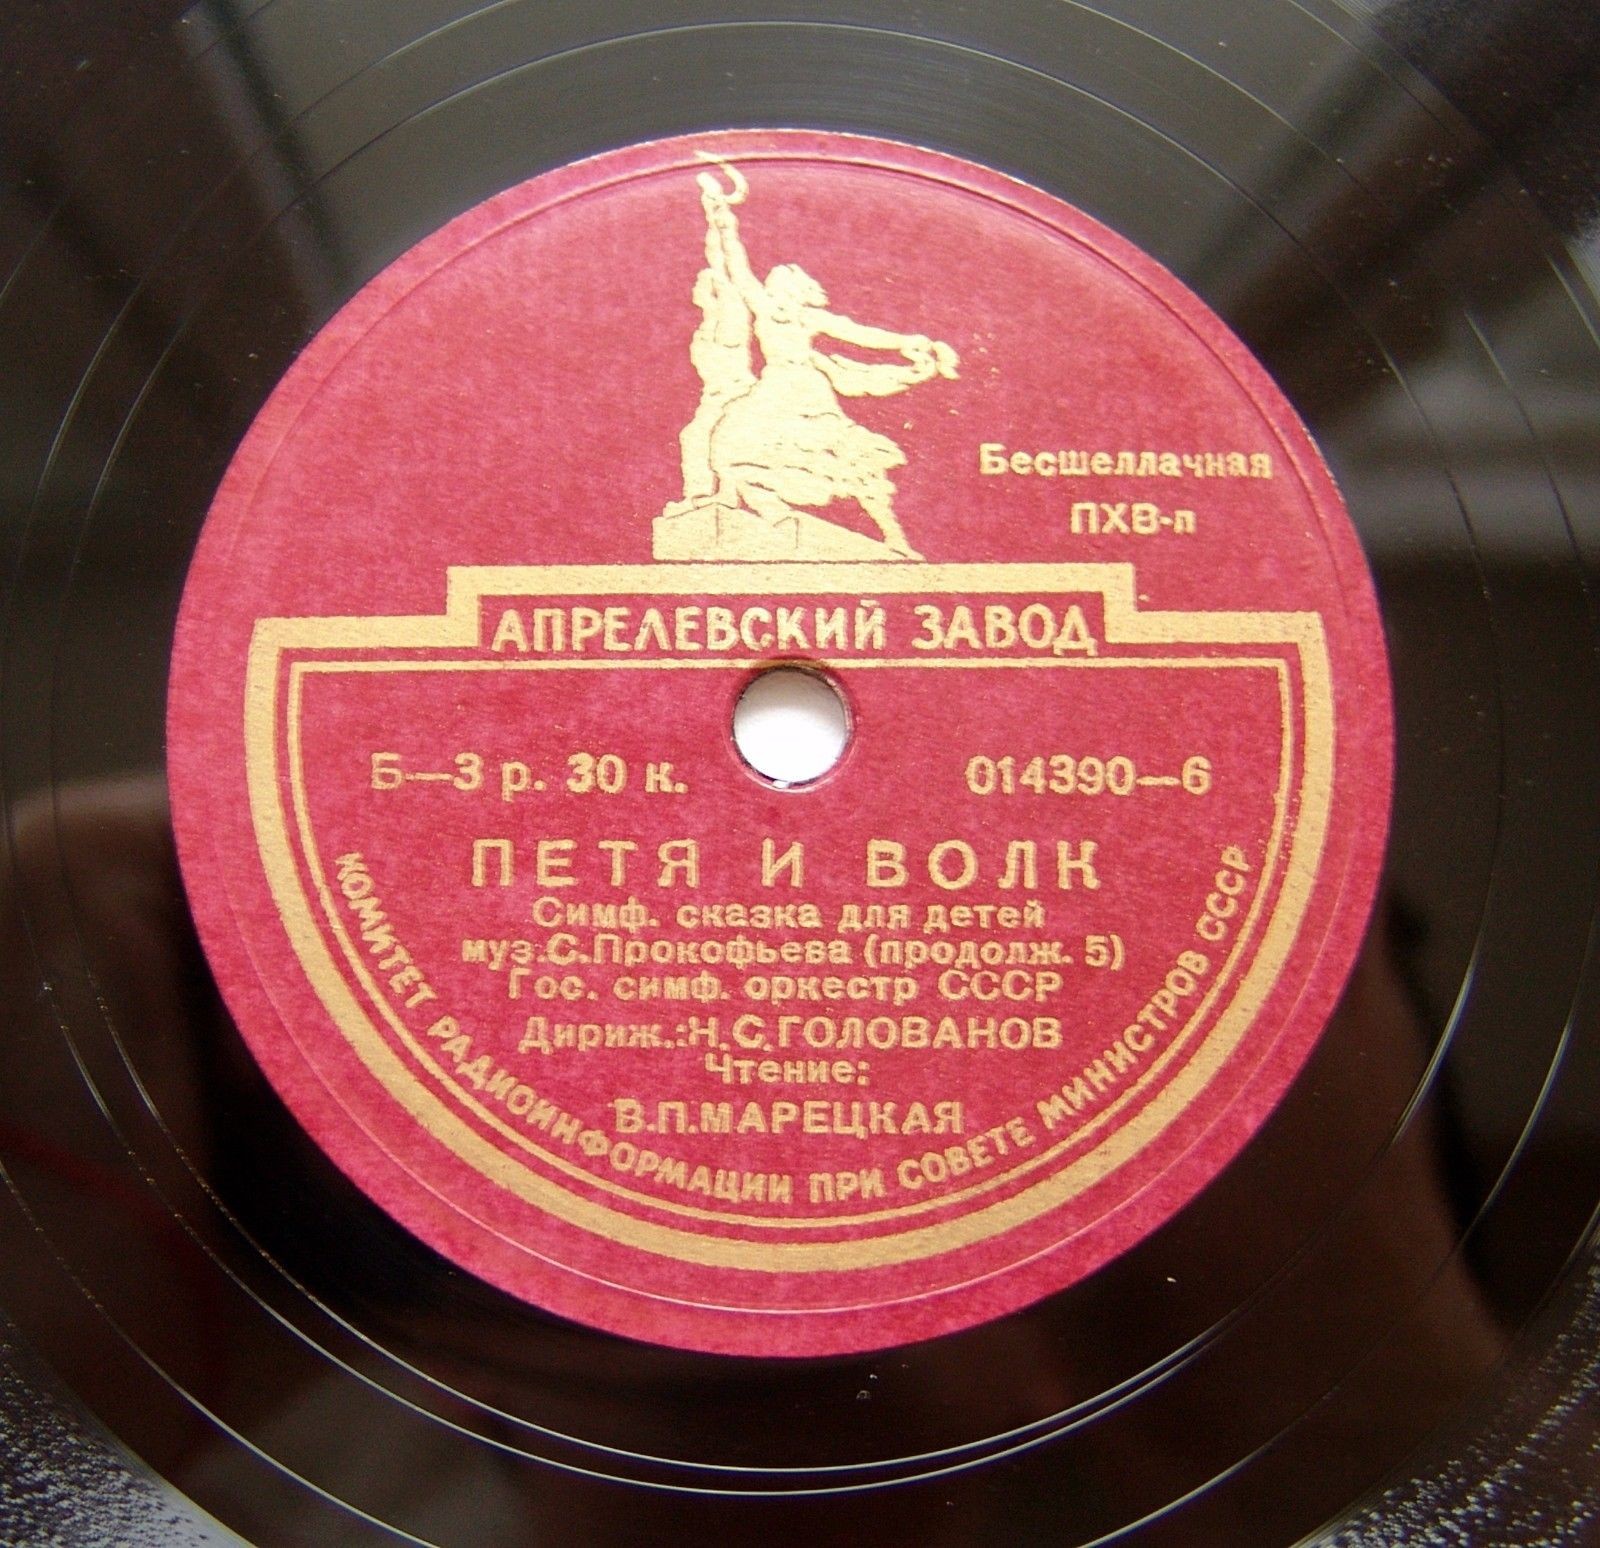 Бесшеллачная
ПХВ-п
АПРЕЛЕВСКИЙ ЗАВОД
Б—3 р. 30 к.
014390—6
ПЕТЯ И ВОЛК
Симф. сказка для детей
муз.С.Прокофьева (продолж. 5)
Гос. симф. оркестр СССР
Дириж.:Н.С.ГОЛОВАНОВ
Чтение:
В.П.МАРЕЦКАЯ
КОМИТЕТ РАДИОИНФОРМАЦИИ ПРИ СОВЕТЕ МИНИСТРОВ СССР